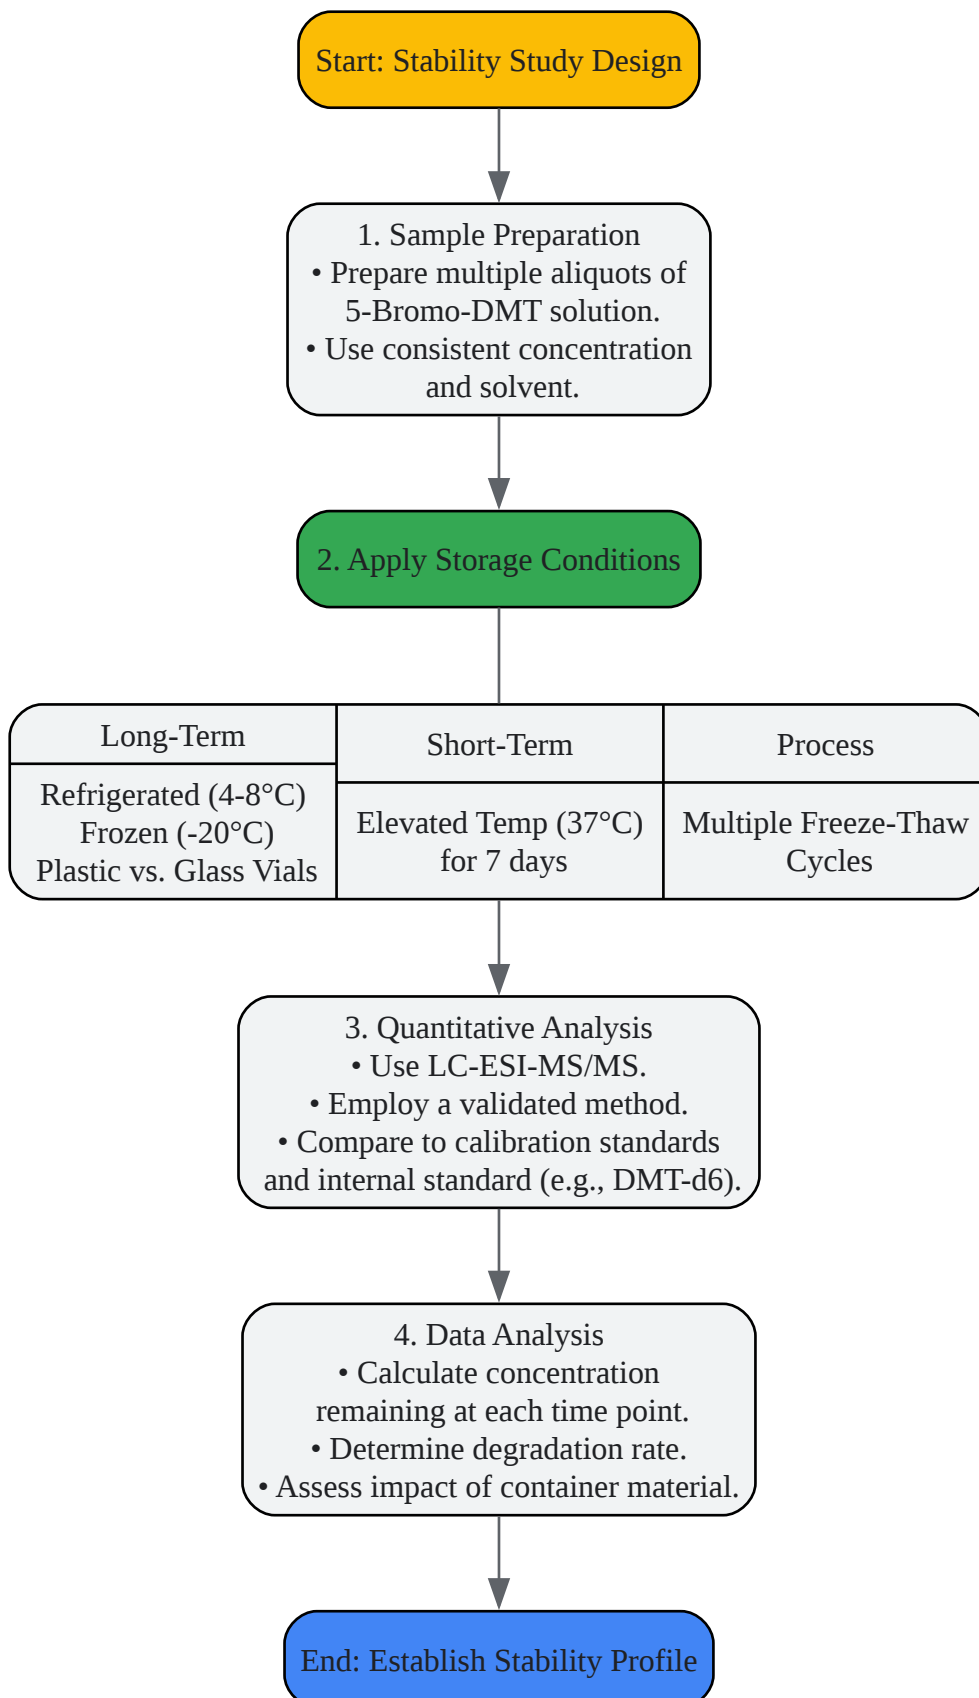 Start: Stability Study Design
1. Sample Preparation
• Prepare multiple aliquots of
5-Bromo-DMT solution.
• Use consistent concentration
and solvent.
2. Apply Storage Conditions
Long-Term
Refrigerated (4-8°C)
Frozen (-20°C)
Plastic vs. Glass Vials
Short-Term
Elevated Temp (37°C)
for 7 days
Process
Multiple Freeze-Thaw
Cycles
3. Quantitative Analysis
• Use LC-ESI-MS/MS.
• Employ a validated method.
• Compare to calibration standards
and internal standard (e.g., DMT-d6).
4. Data Analysis
• Calculate concentration
remaining at each time point.
• Determine degradation rate.
• Assess impact of container material.
End: Establish Stability Profile